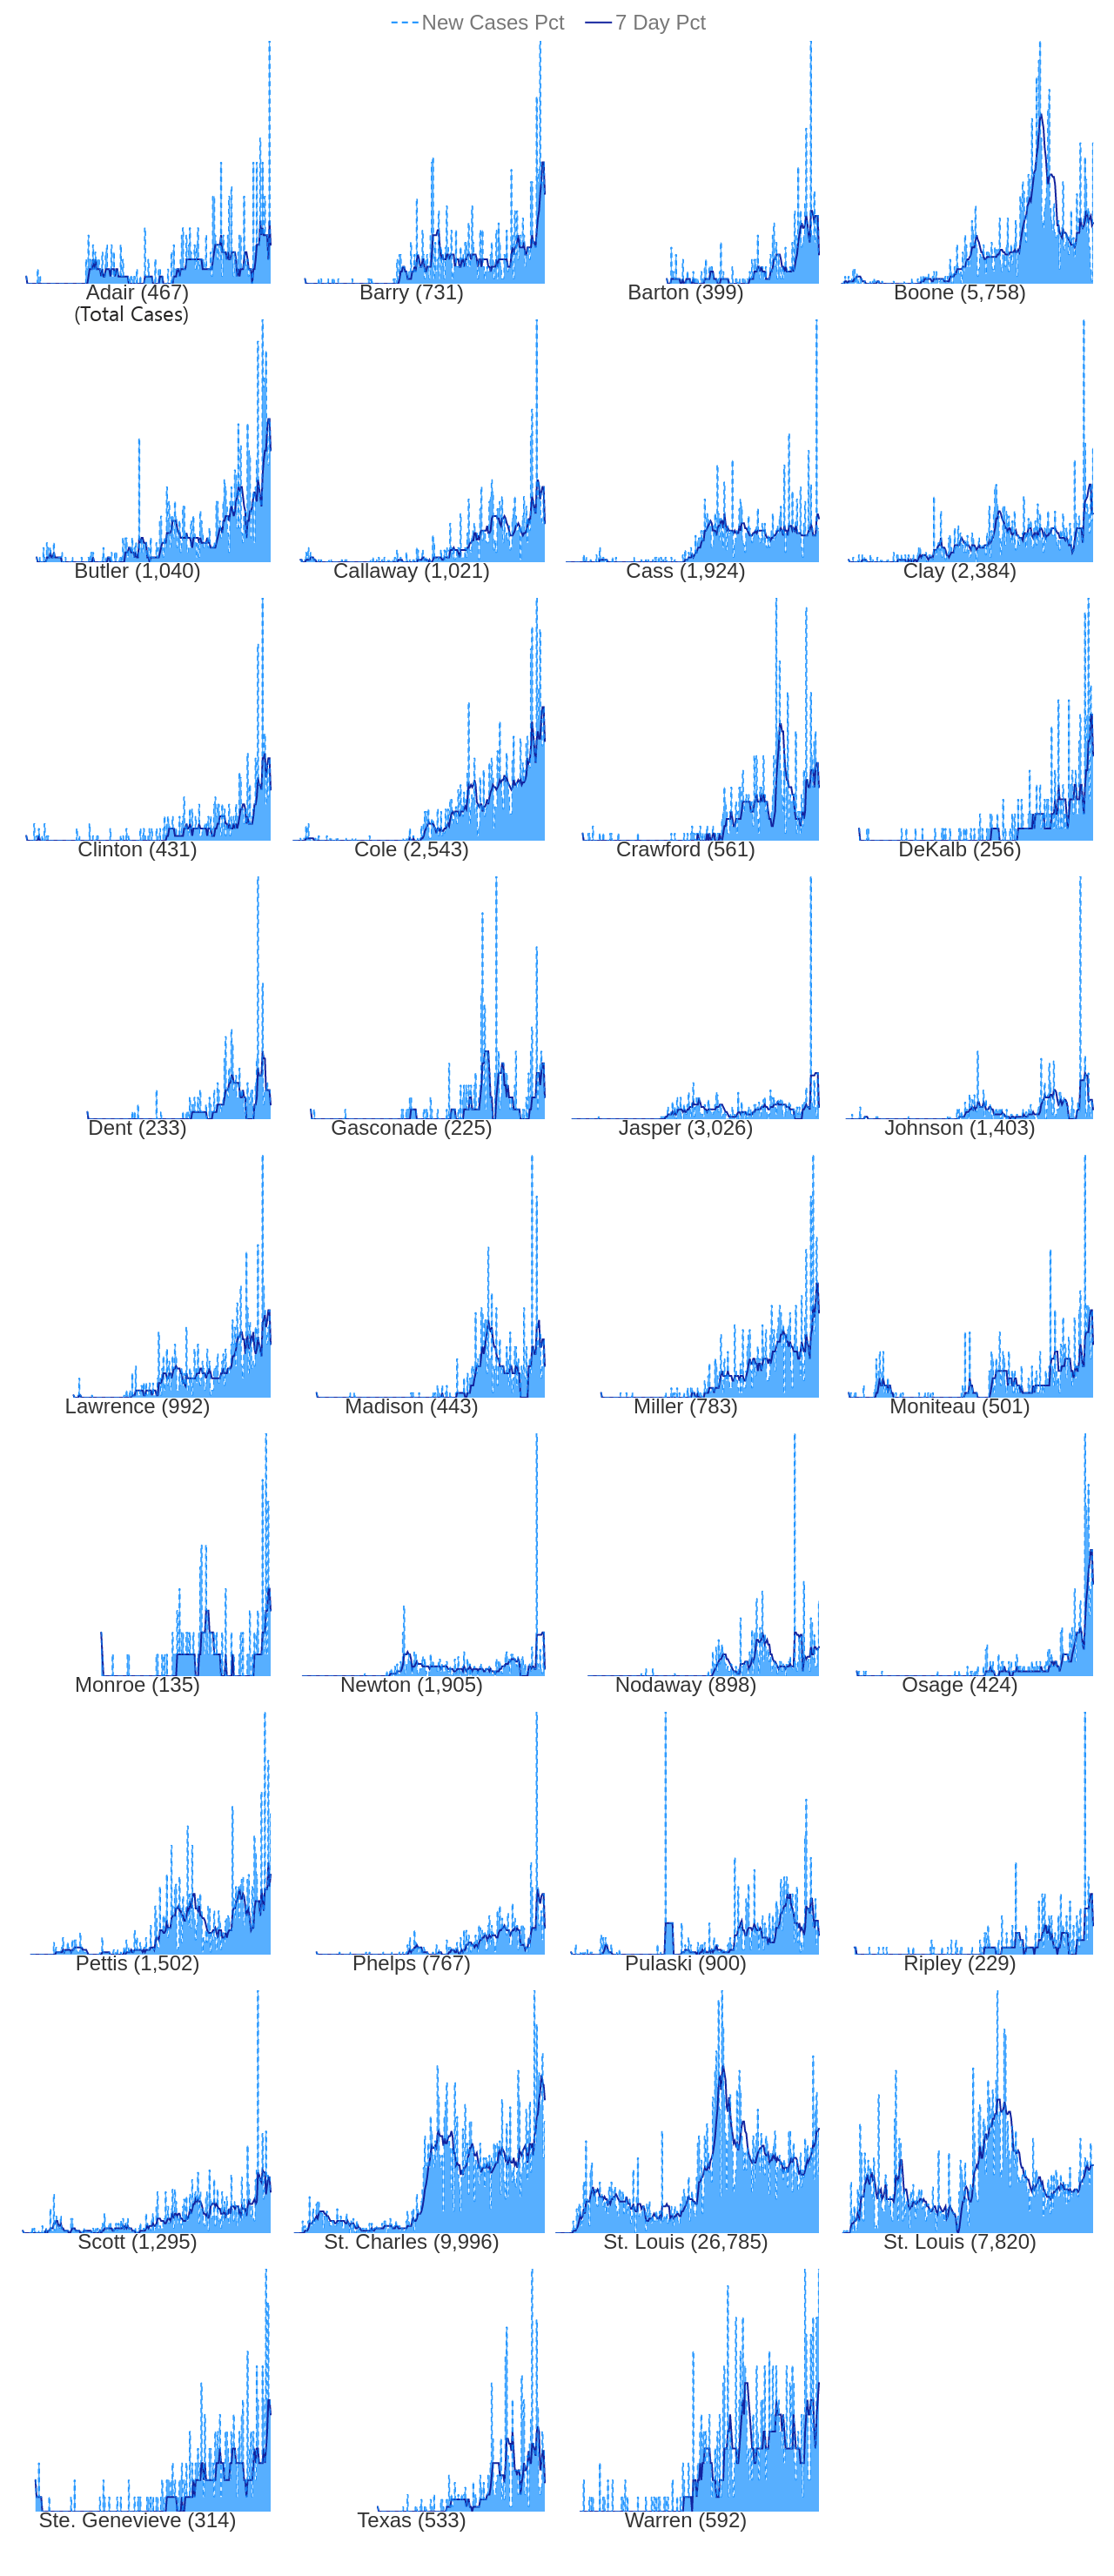 New Cases Pct 7 Day Pct
Adair (467) Barry (731) Barton (399) Boone (5,758)
(Total Cases)
Butler (1,040) Callaway (1,021) Cass (1,924) Clay (2,384)
Clinton (431) Cole (2,543) Crawford (561) DeKalb (256)
Dent (233) Gasconade (225) Jasper (3,026) Johnson (1,403)
Lawrence (992) Madison (443) Miller (783) Moniteau (501)
Monroe (135) Newton (1,905) Nodaway (898) Osage (424)
Pettis (1,502) Phelps (767) Pulaski (900) Ripley (229)
Scott (1,295) St. Charles (9,996) St. Louis (26,785) St. Louis (7,820)
Ste. Genevieve (314) Texas (533) Warren (592)